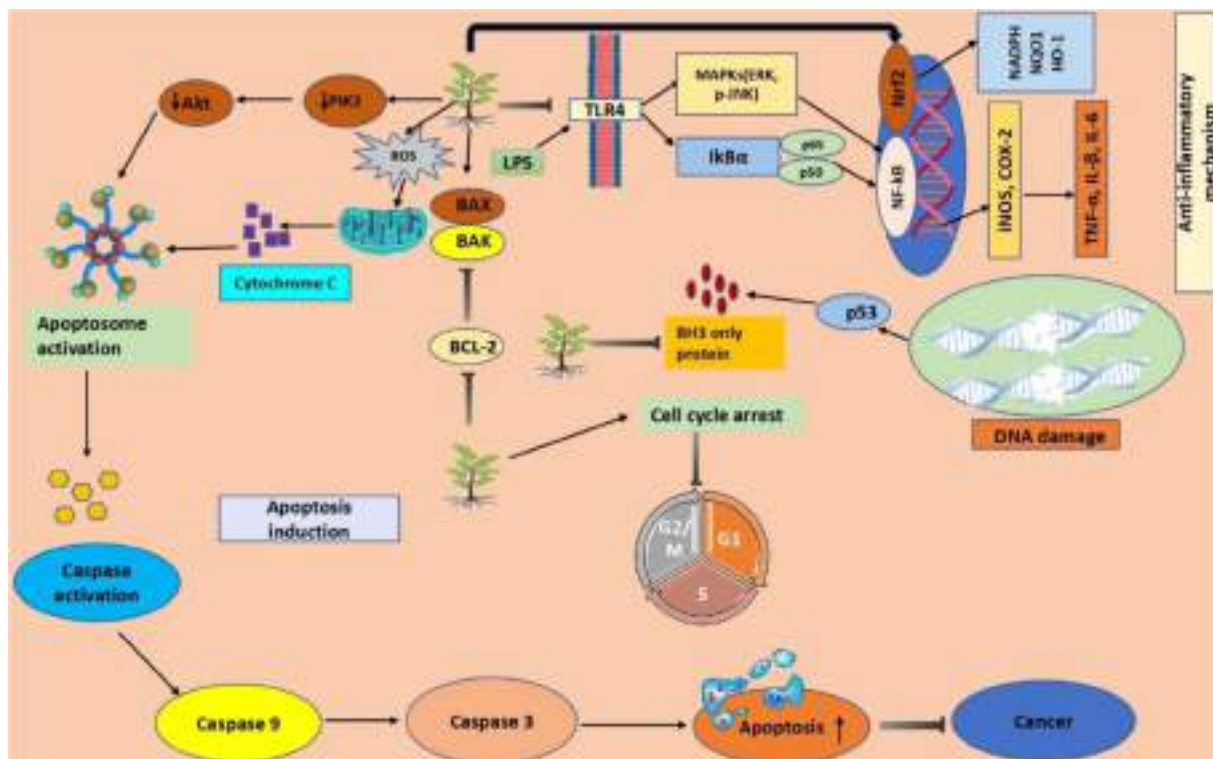 NADPH
NQO1
HO-1
Nrf2
MAPKs(ERK,
p-JNK)
↓Akt
↓PIK3
TLR4
ROS
LPS
IkBα
p65
p50
NF-kB
iNOS, COX-2
TNF-α, IL-β, IL-6
Anti-inflammatory
mechanism
BAX
BAK
Cytochrome C
Apoptosome
activation
BCL-2
BH3 only
protein
p53
DNA damage
Cell cycle arrest
G2/
M
G1
S
Apoptosis
induction
Caspase
activation
Caspase 9
Caspase 3
Apoptosis ↑
Cancer